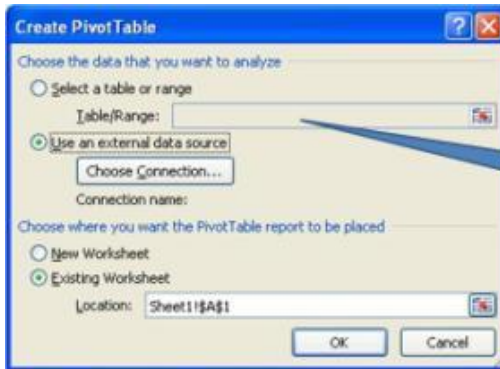 Create PivotTable
Choose the data that you want to analyze
Select a table or range
Table/Range:
Use an external data source
Choose Connection...
Connection name:
Choose where you want the PivotTable report to be placed
New Worksheet
Existing Worksheet
Location: Sheet1!$A$1
OK Cancel